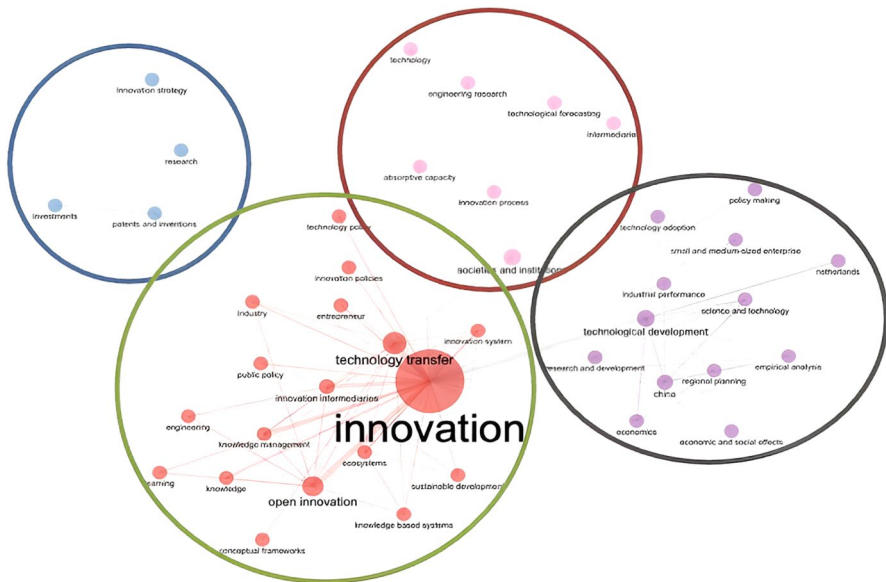 innovation strategy
research
investments
patents and inventions
technology
engineering research
technological forecasting
intermediaries
absorptive capacity
innovation process
societies and institutions
technology policy
innovation policies
industry
entrepreneur
innovation system
technology transfer
public policy
innovation intermediaries
innovation
engineering
knowledge management
ecosystems
learning
knowledge
open innovation
sustainable development
knowledge based systems
conceptual frameworks
policy making
technology adoption
small and medium-sized enterprise
netherlands
industrial performance
science and technology
technological development
research and development
empirical analysis
regional planning
china
economics
economic and social effects